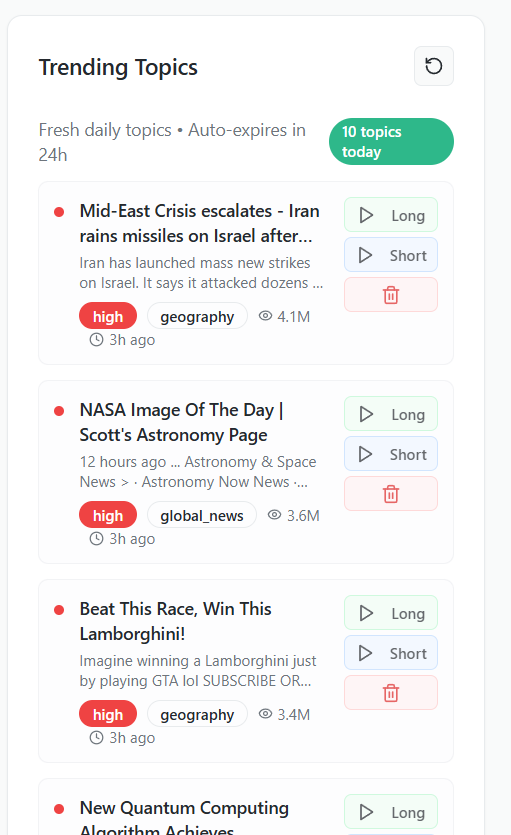 Trending Topics
Fresh daily topics • Auto-expires in
24h
10 topics
today
Mid-East Crisis escalates - Iran
rains missiles on Israel after...
Iran has launched mass new strikes
on Israel. It says it attacked dozens ...
high geography 4.1M
3h ago
Long
Short
NASA Image Of The Day |
Scott's Astronomy Page
12 hours ago ... Astronomy & Space
News > · Astronomy Now News ·...
high global_news 3.6M
3h ago
Long
Short
Beat This Race, Win This
Lamborghini!
Imagine winning a Lamborghini just
by playing GTA lol SUBSCRIBE OR...
high geography 3.4M
3h ago
Long
Short
New Quantum Computing
Algorithm Achieves
Long